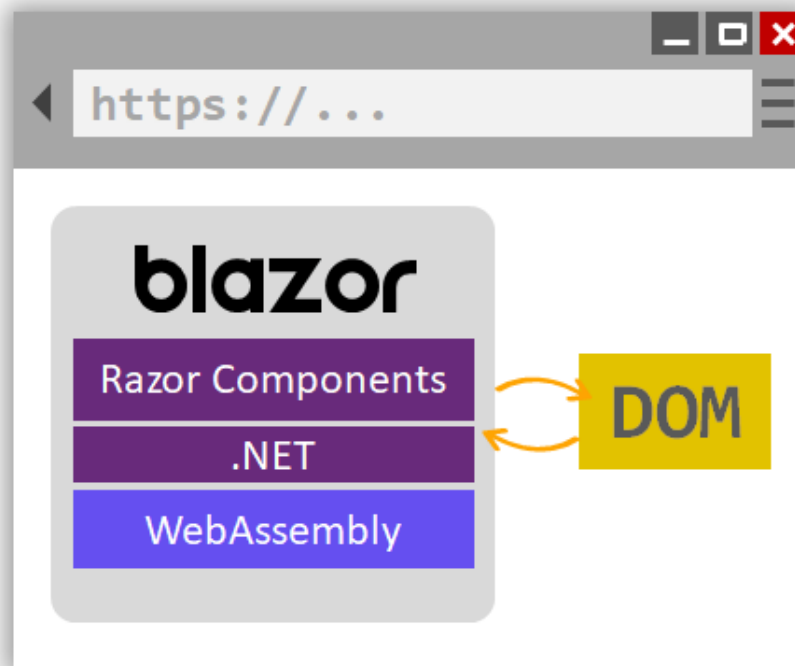 https://...
blazor
Razor Components
.NET
WebAssembly
DOM